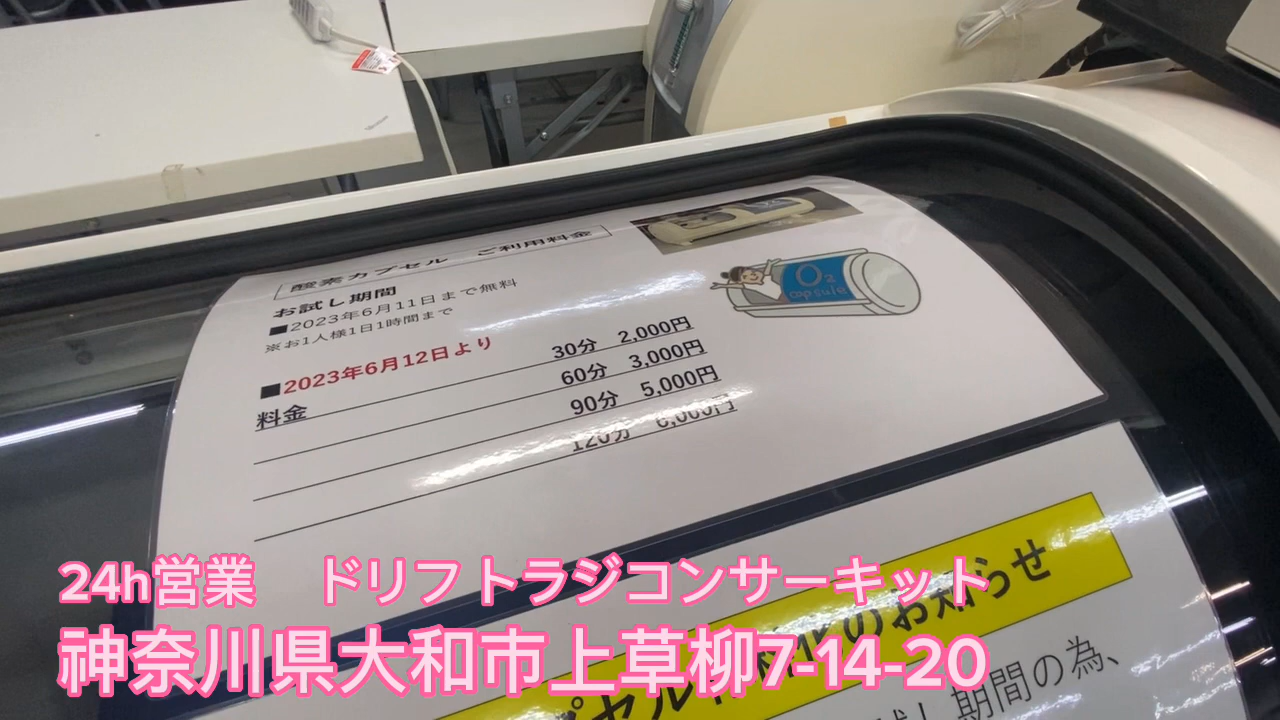 酸素カプセル ご利用料金
お試し期間
■2023年6月11日まで無料
※お1人様1日1時間まで
■2023年6月12日より
料金 30分 2,000円
60分 3,000円
90分 5,000円
120分 6,000円
O2
capsule
のお知らせ
プセル
期間の為、
24h営業 ドリフトラジコンサーキット
神奈川県大和市上草柳7-14-20